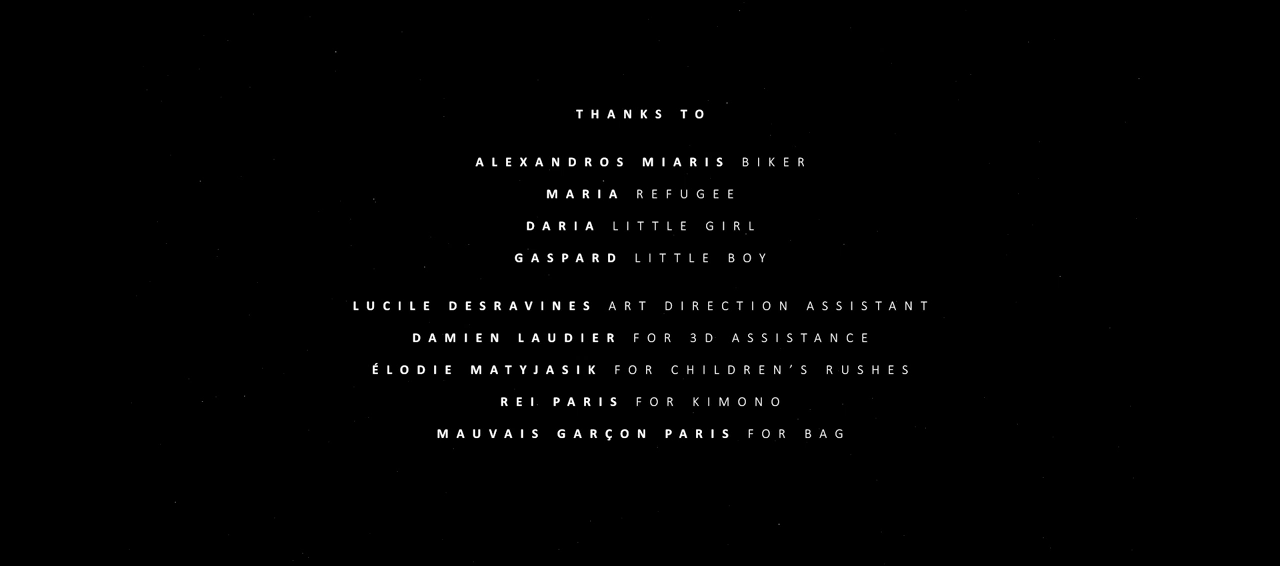 THANKS TO
ALEXANDROS MIARIS BIKER
MARIA REFUGEE
DARIA LITTLE GIRL
GASPARD LITTLE BOY
LUCILE DESRAVINES ART DIRECTION ASSISTANT
DAMIEN LAUDIER FOR 3D ASSISTANCE
ÉLODIE MATYJASIK FOR CHILDREN’S RUSHES
REI PARIS FOR KIMONO
MAUVAIS GARÇON PARIS FOR BAG